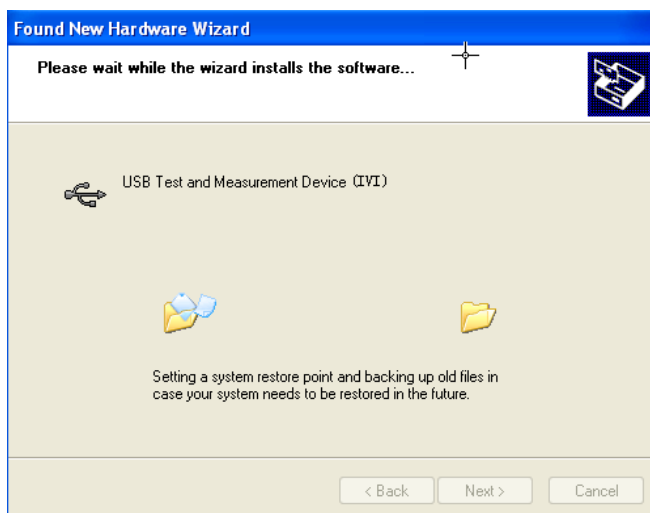 Found New Hardware Wizard
Please wait while the wizard installs the software...
USB Test and Measurement Device (IVI)
Setting a system restore point and backing up old files in
case your system needs to be restored in the future.
< Back
Next >
Cancel